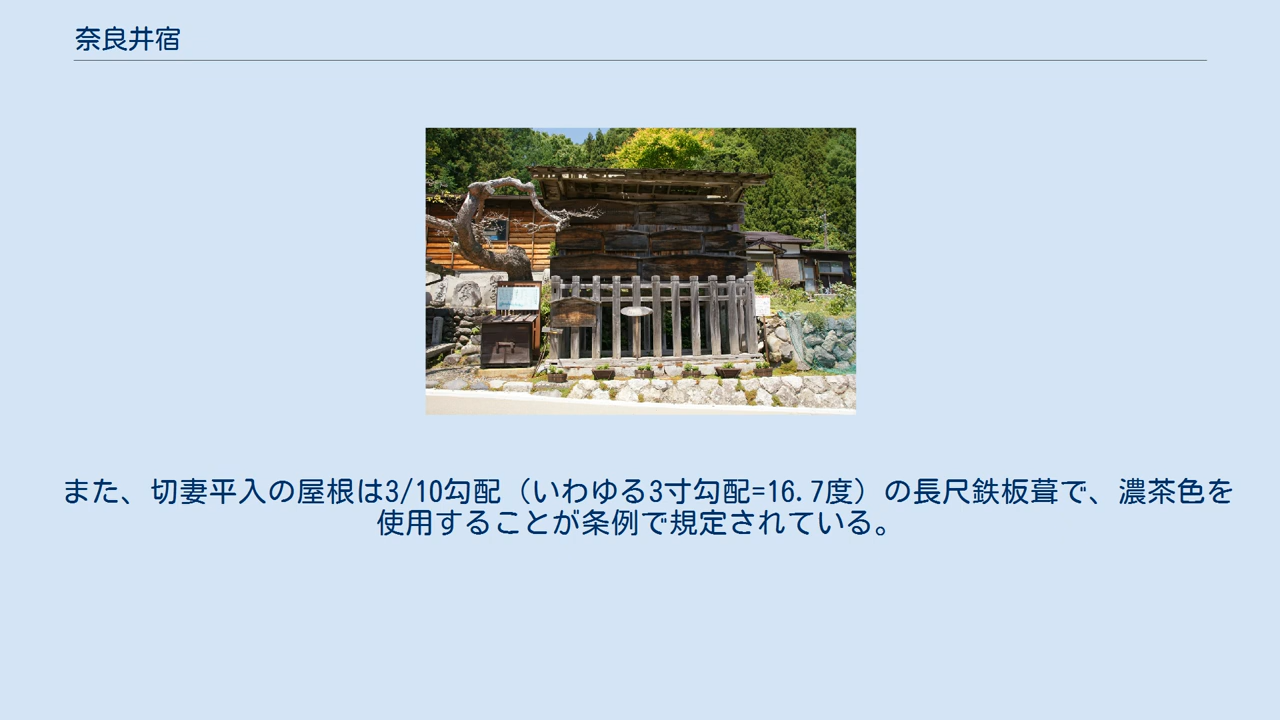 奈良井宿
また、切妻平入の屋根は3/10勾配（いわゆる3寸勾配=16.7度）の長尺鉄板葺で、濃茶色を
使用することが条例で規定されている。